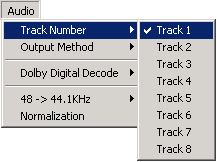 Audio
Track Number
Output Method
Dolby Digital Decode
48 -> 44.1KHz
Normalization
Track 1
Track 2
Track 3
Track 4
Track 5
Track 6
Track 7
Track 8